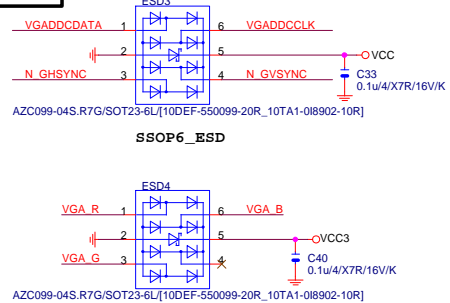 ESD3
VGADDCDATA 1 6 VGADDCCLK
2 5 VCC
N_GHSYNC 3 4 N_GVSYNC
C33
0.1u/4/X7R/16V/K
AZC099-04S.R7G/SOT23-6L/[10DEF-550099-20R_10TA1-0I8902-10R]
SSOP6_ESD
ESD4
VGA_R 1 6 VGA_B
2 5 VCC3
VGA_G 3 4
C40
0.1u/4/X7R/16V/K
AZC099-04S.R7G/SOT23-6L/[10DEF-550099-20R_10TA1-0I8902-10R]